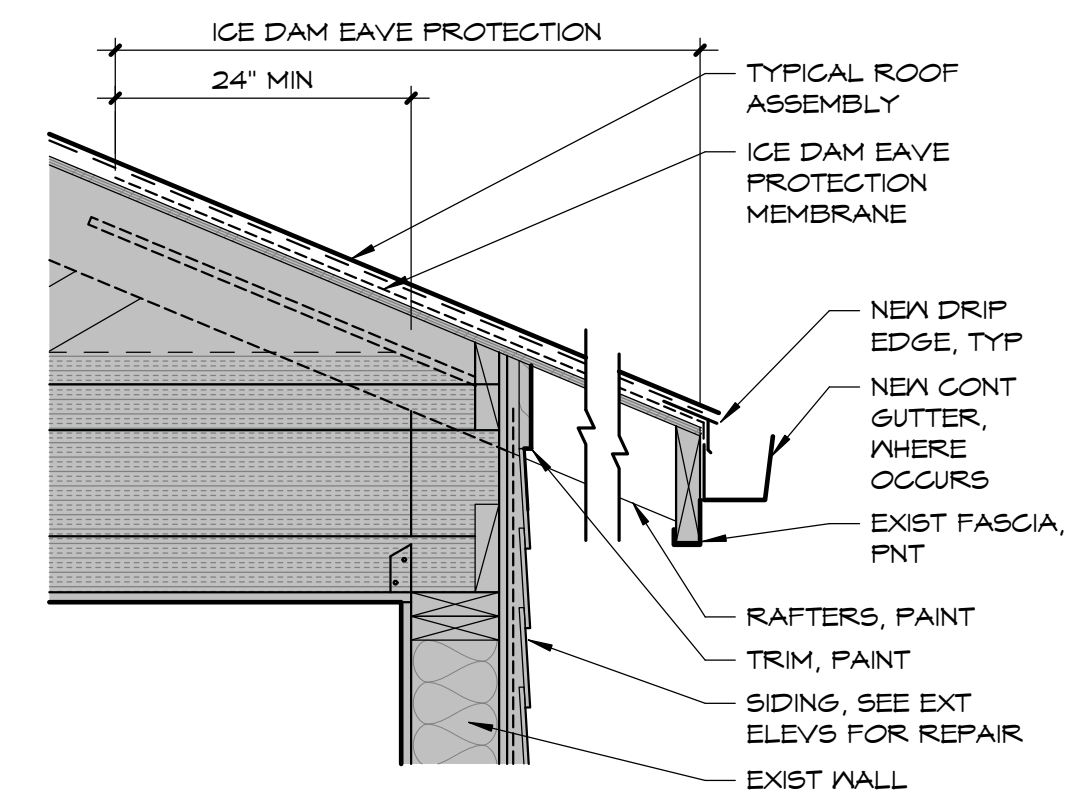 ICE DAM EAVE PROTECTION
24" MIN
TYPICAL ROOF
ASSEMBLY
ICE DAM EAVE
PROTECTION
MEMBRANE
NEW DRIP
EDGE, TYP
NEW CONT
GUTTER,
WHERE
OCCURS
EXIST FASCIA,
PNT
RAFTERS, PAINT
TRIM, PAINT
SIDING, SEE EXT
ELEVS FOR REPAIR
EXIST WALL